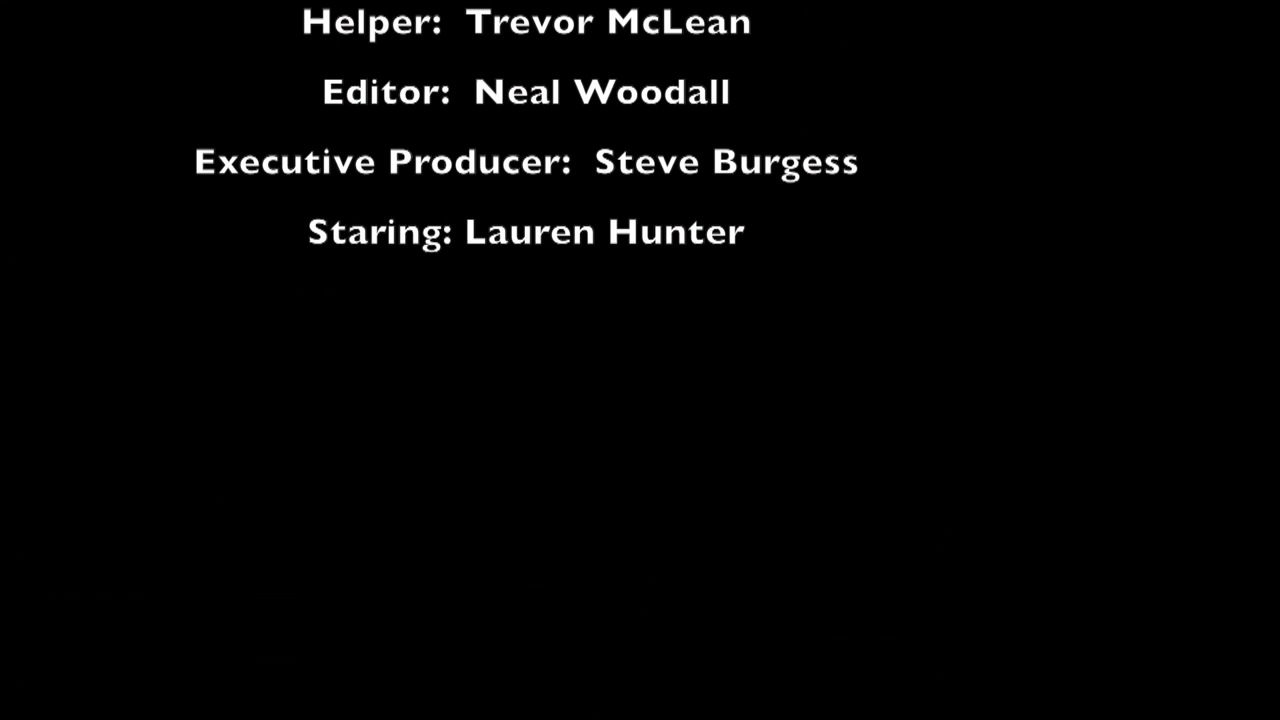 Helper:  Trevor McLean
Editor:  Neal Woodall
Executive Producer:  Steve Burgess
Staring: Lauren Hunter